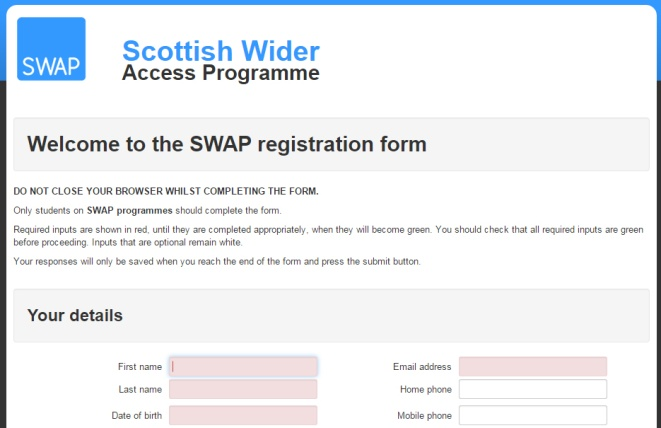 SWAP
Scottish Wider
Access Programme
Welcome to the SWAP registration form
DO NOT CLOSE YOUR BROWSER WHILST COMPLETING THE FORM.
Only students on SWAP programmes should complete the form.
Required inputs are shown in red, until they are completed appropriately, when they will become green. You should check that all required inputs are green
before proceeding. Inputs that are optional remain white.
Your responses will only be saved when you reach the end of the form and press the submit button.
Your details
First name
Email address
Last name
Home phone
Date of birth
Mobile phone